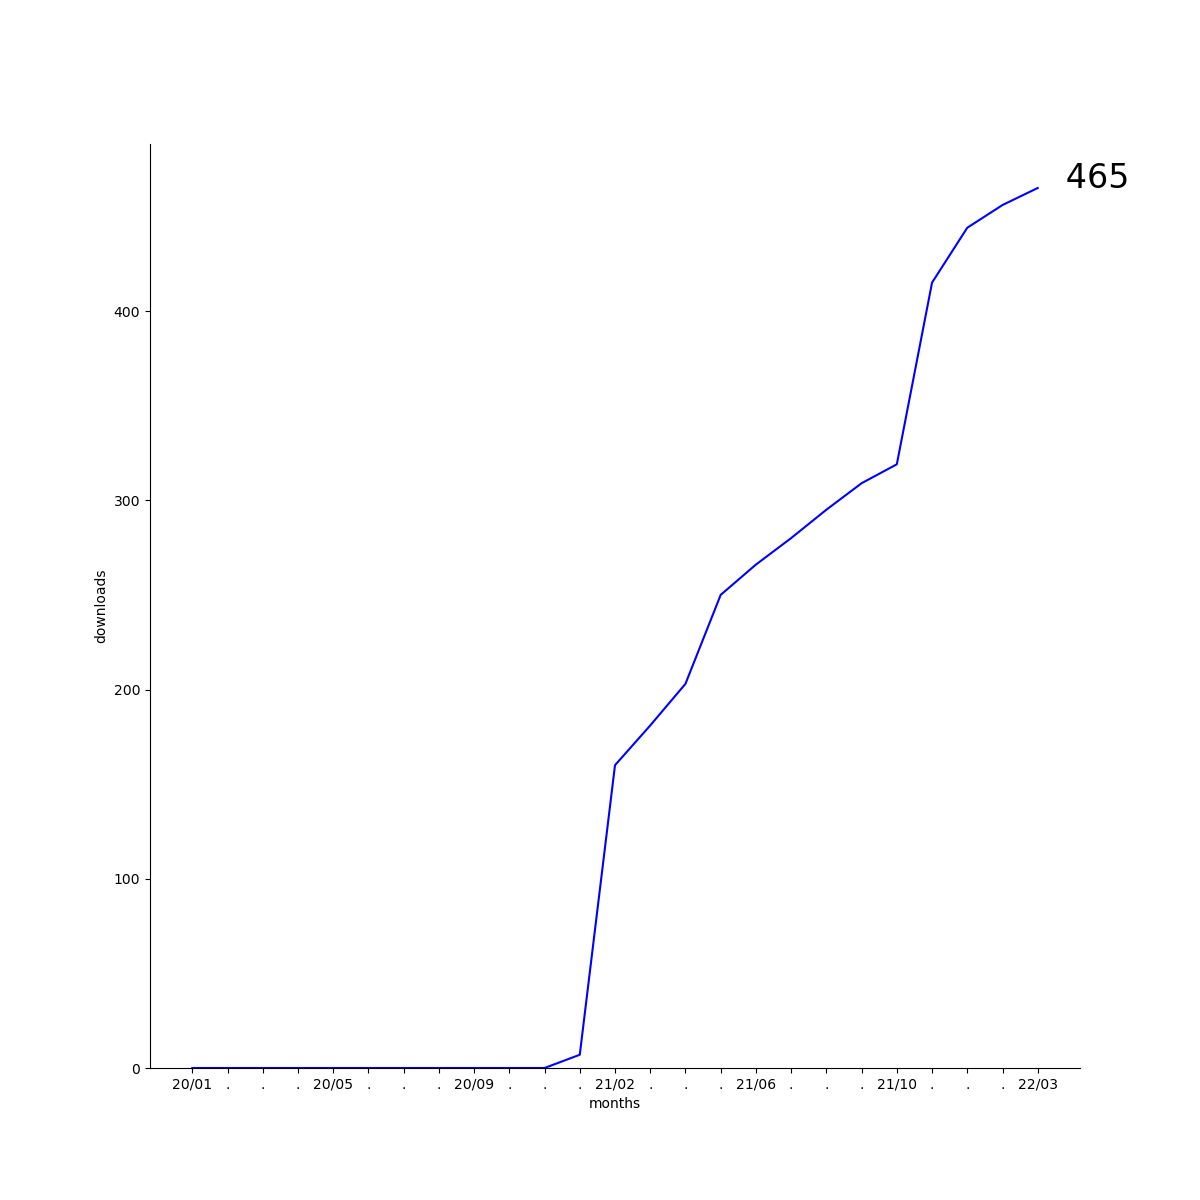 465
400
300
downloads
200
100
0
20/01 . . . 20/05 . . . 20/09 . . . 21/02 . . . 21/06 . . . 21/10 . . . 22/03
months